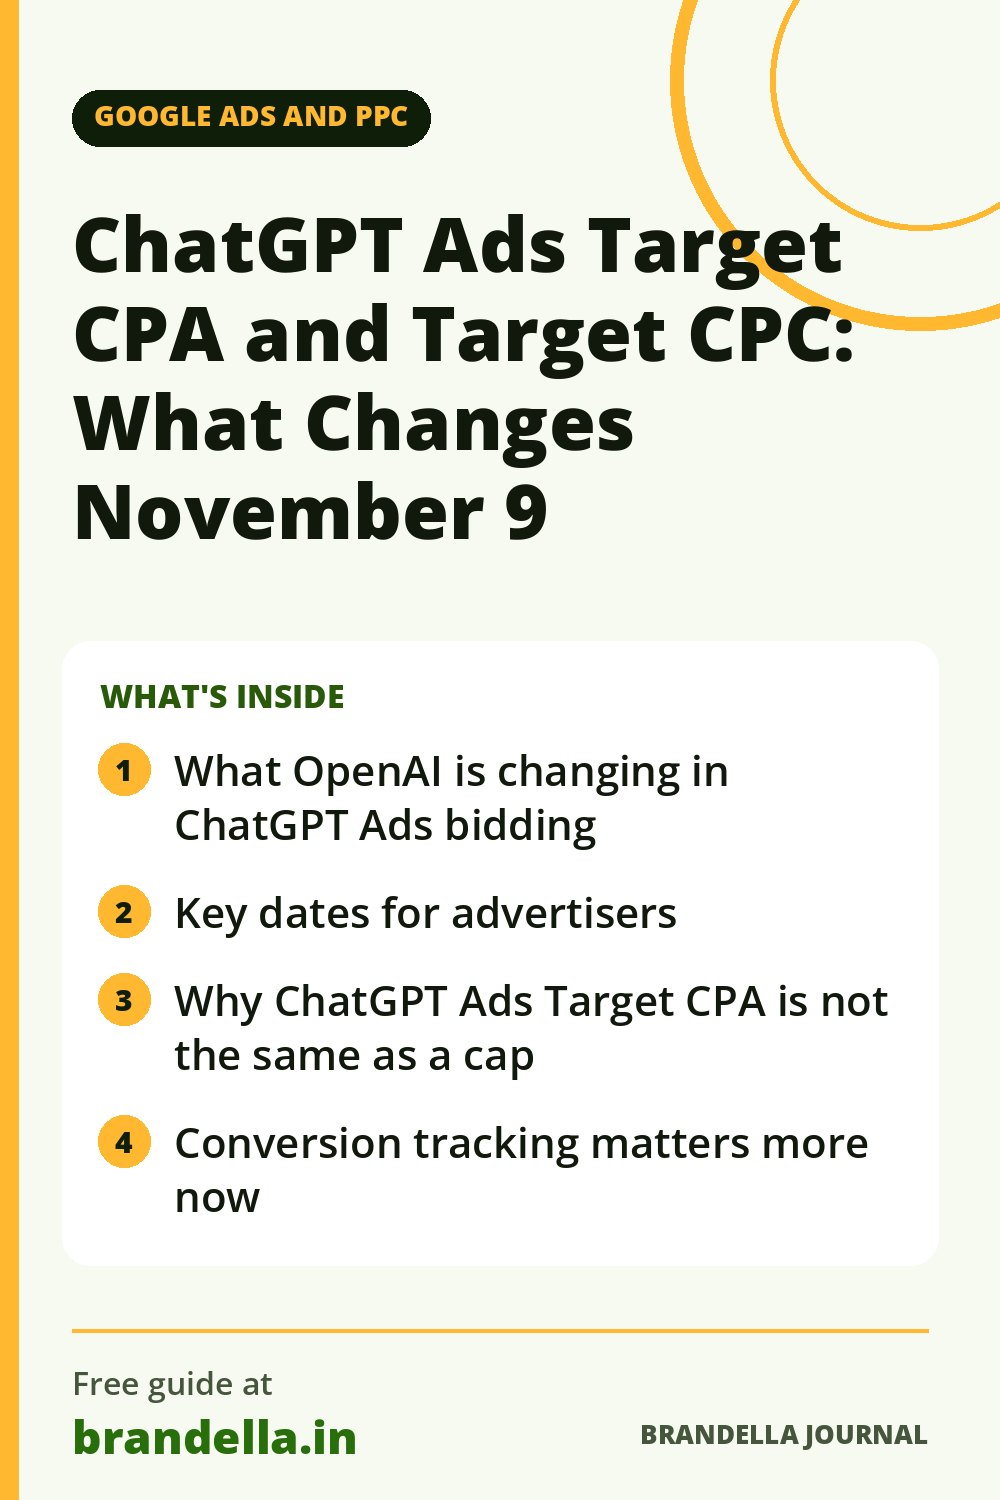 GOOGLE ADS AND PPC
ChatGPT Ads Target
CPA and Target CPC:
What Changes
November 9
WHAT'S INSIDE
1 What OpenAI is changing in
ChatGPT Ads bidding
2 Key dates for advertisers
3 Why ChatGPT Ads Target CPA is not
the same as a cap
4 Conversion tracking matters more
now
Free guide at
brandella.in
BRANDELLA JOURNAL